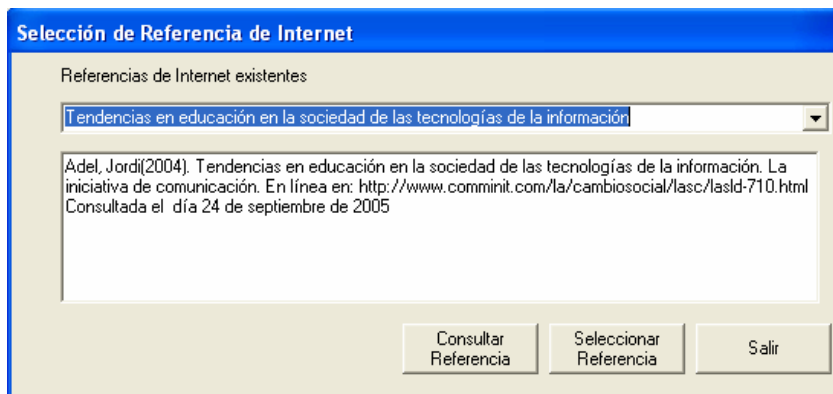 Selección de Referencia de Internet
Referencias de Internet existentes
Tendencias en educación en la sociedad de las tecnologías de la información
Adel, Jordi(2004). Tendencias en educación en la sociedad de las tecnologías de la información. La
iniciativa de comunicación. En línea en: http://www.comminit.com/la/cambiosocial/lasc/lasld-710.html
Consultada el  día 24 de septiembre de 2005
Consultar
Referencia
Seleccionar
Referencia
Salir